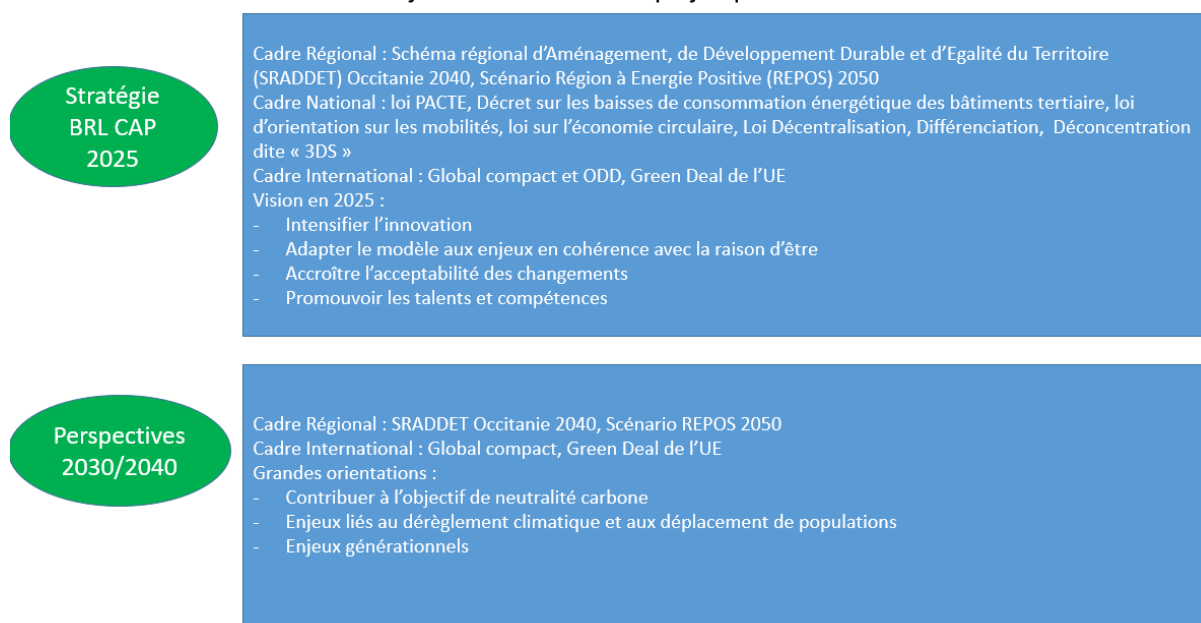 Stratégie
BRL CAP
2025
Cadre Régional : Schéma régional d’Aménagement, de Développement Durable et d’Egalité du Territoire
(SRADDET) Occitanie 2040, Scénario Région à Energie Positive (REPOS) 2050
Cadre National : loi PACTE, Décret sur les baisses de consommation énergétique des bâtiments tertiaire, loi
d’orientation sur les mobilités, loi sur l’économie circulaire, Loi Décentralisation, Différenciation, Déconcentration
dite « 3DS »
Cadre International : Global compact et ODD, Green Deal de l’UE
Vision en 2025 :
- Intensifier l’innovation
- Adapter le modèle aux enjeux en cohérence avec la raison d’être
- Accroître l’acceptabilité des changements
- Promouvoir les talents et compétences
Perspectives
2030/2040
Cadre Régional : SRADDET Occitanie 2040, Scénario REPOS 2050
Cadre International : Global compact, Green Deal de l’UE
Grandes orientations :
- Contribuer à l’objectif de neutralité carbone
- Enjeux liés au dérèglement climatique et aux déplacement de populations
- Enjeux générationnels